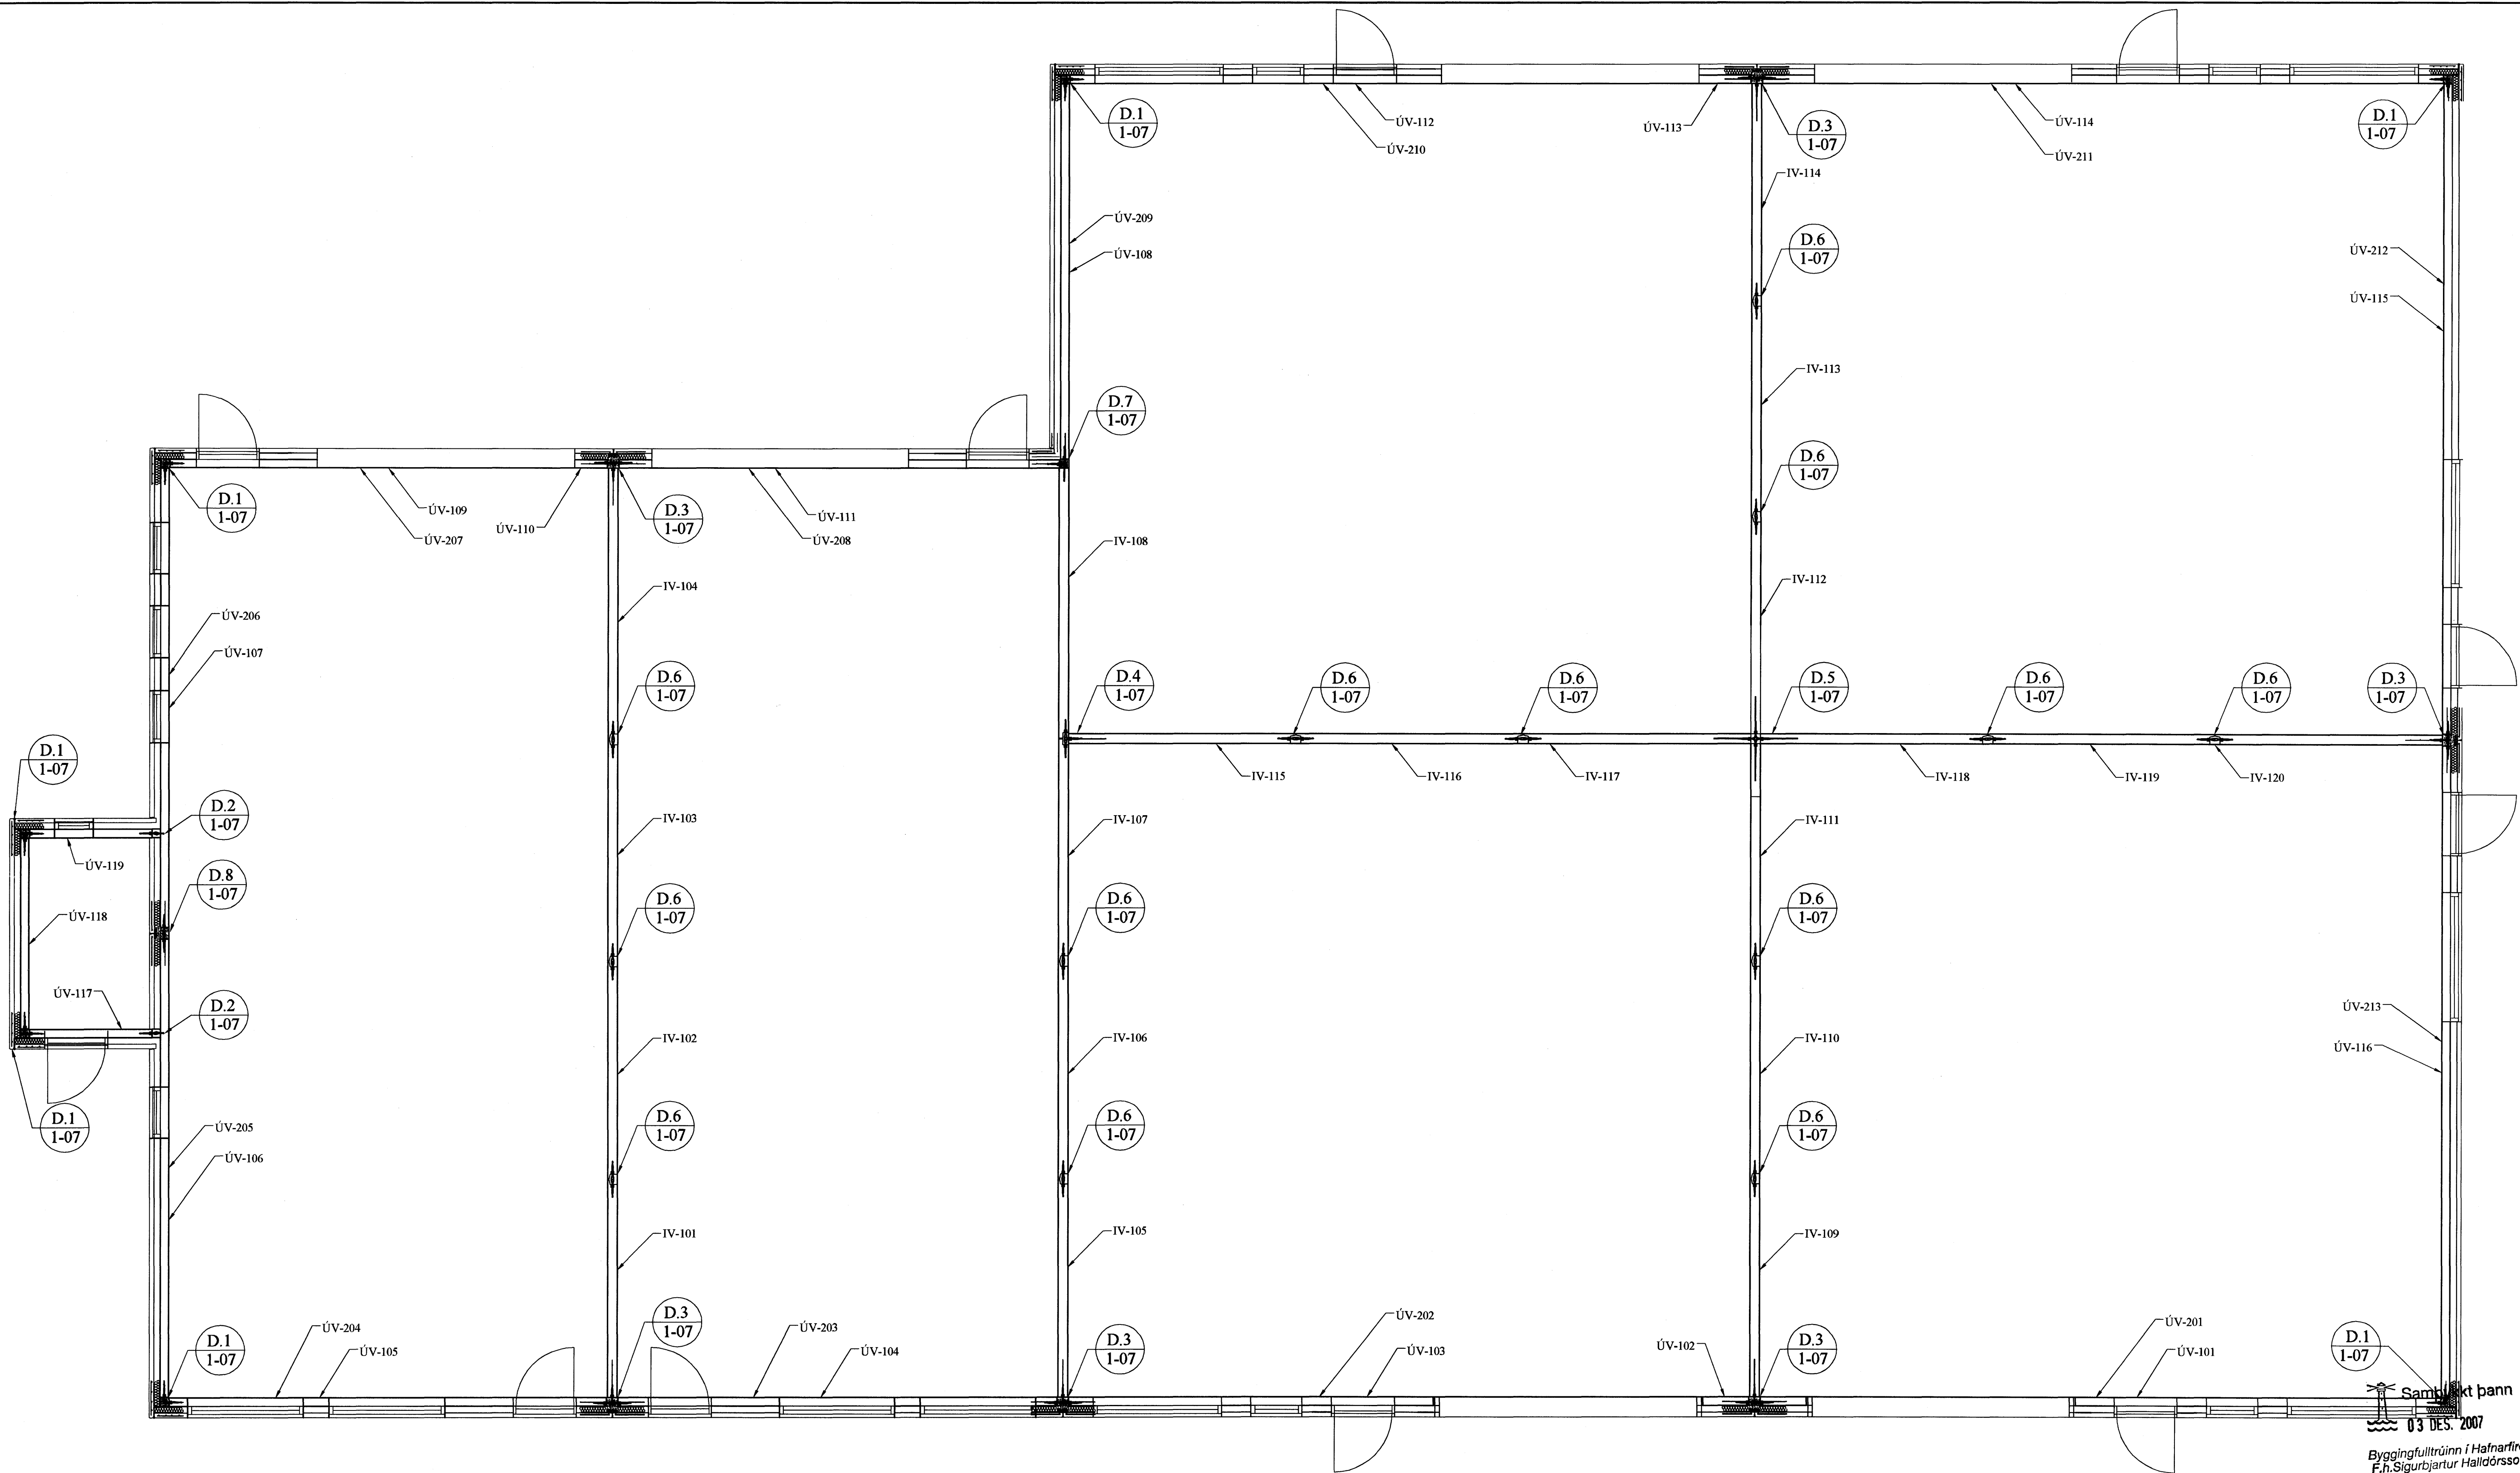 D.1
1-07
ÚV-112
ÚV-210
ÚV-113
D.3
1-07
ÚV-114
ÚV-211
D.1
1-07
IV-114
ÚV-209
ÚV-108
D.6
1-07
ÚV-212
ÚV-115
IV-113
D.7
1-07
D.6
1-07
D.1
1-07
ÚV-109
ÚV-207
ÚV-110
D.3
1-07
ÚV-111
ÚV-208
IV-108
IV-104
IV-112
ÚV-206
ÚV-107
D.6
1-07
D.4
1-07
D.6
1-07
D.6
1-07
D.5
1-07
D.6
1-07
D.6
1-07
D.3
1-07
D.1
1-07
IV-115
IV-116
IV-117
IV-118
IV-119
IV-120
D.2
1-07
IV-103
IV-107
IV-111
ÚV-119
D.8
1-07
ÚV-118
D.6
1-07
D.6
1-07
D.6
1-07
ÚV-117
D.2
1-07
ÚV-213
IV-102
IV-106
IV-110
ÚV-116
D.1
1-07
ÚV-205
ÚV-106
D.6
1-07
D.6
1-07
D.6
1-07
IV-101
IV-105
IV-109
D.1
1-07
ÚV-204
ÚV-105
D.3
1-07
ÚV-203
ÚV-104
D.3
1-07
ÚV-202
ÚV-103
ÚV-102
D.3
1-07
ÚV-201
ÚV-101
D.1
1-07
þann
03 DES. 2007
Byggingfulltrúinn í
F.h.Sigurbjartur